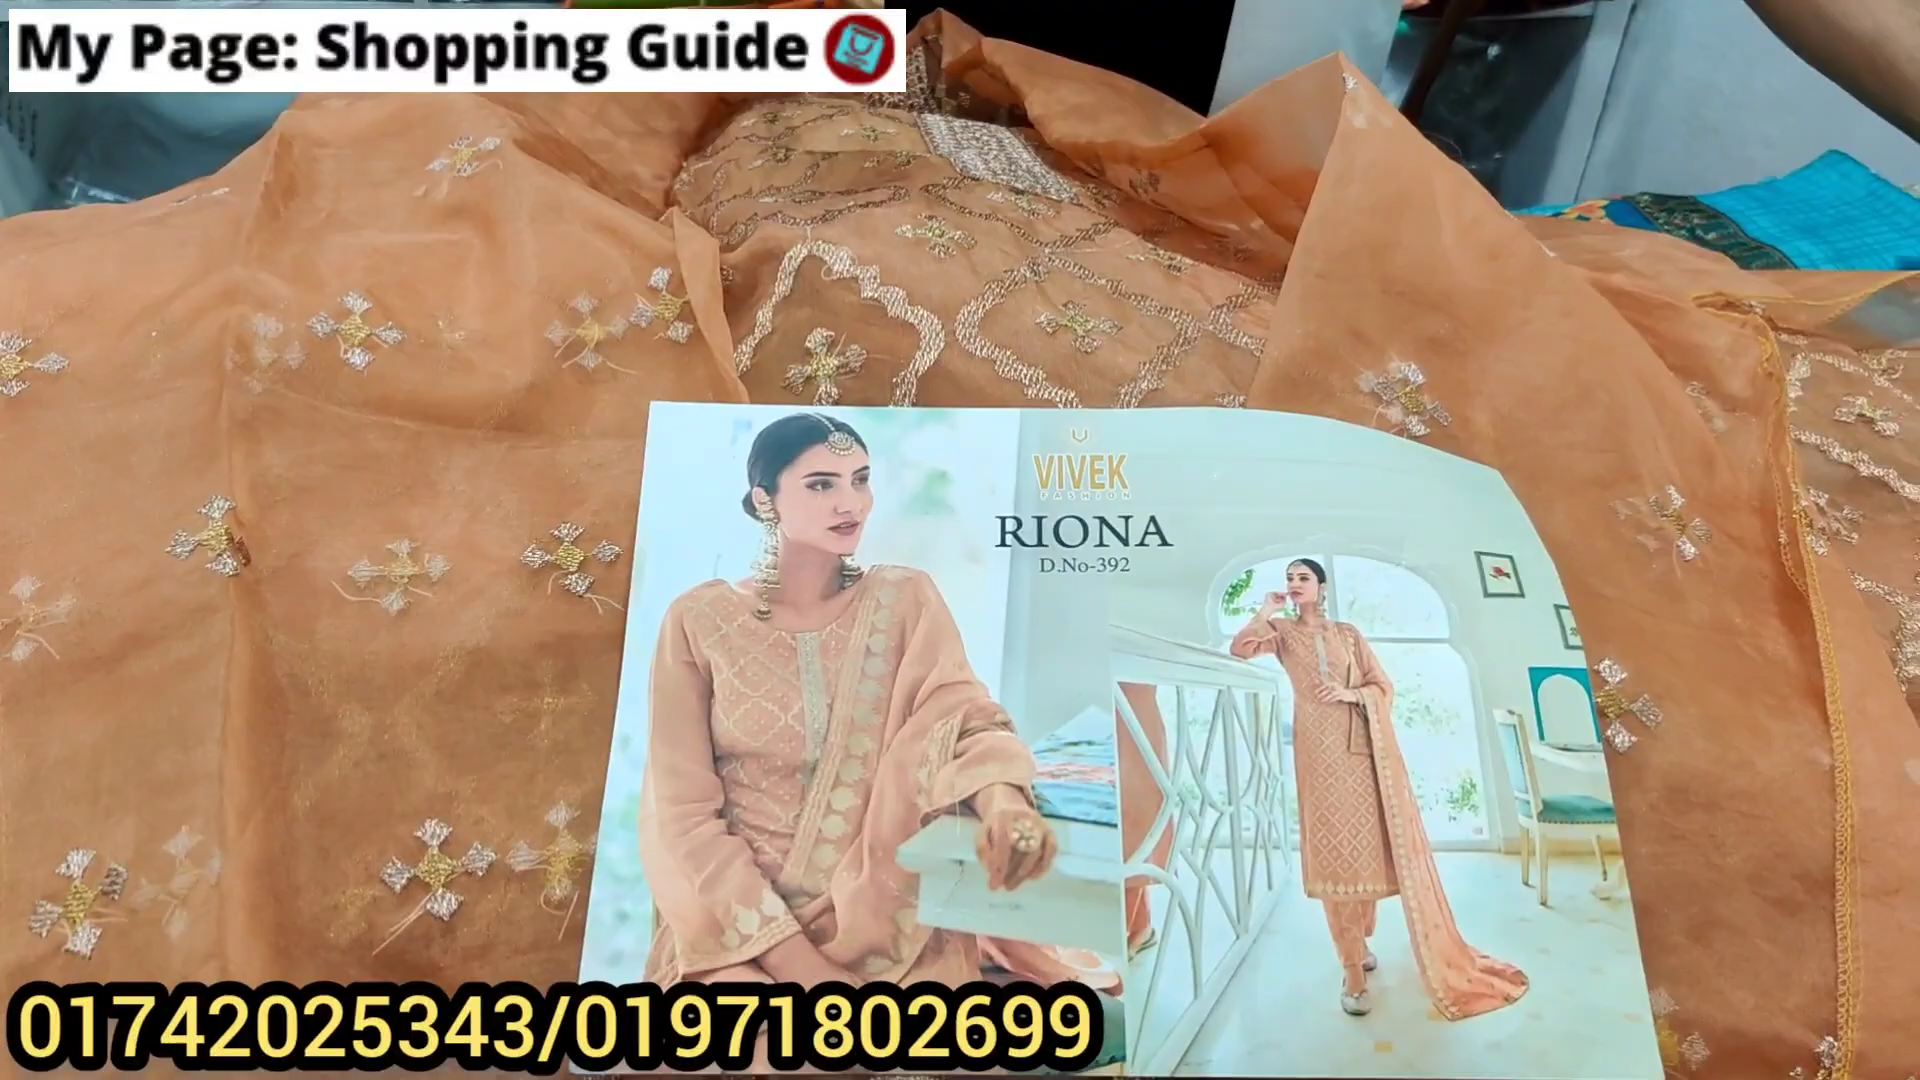 My Page: Shopping Guide
VIVEK
FASHION
RIONA
D.No-392
01742025343/01971802699